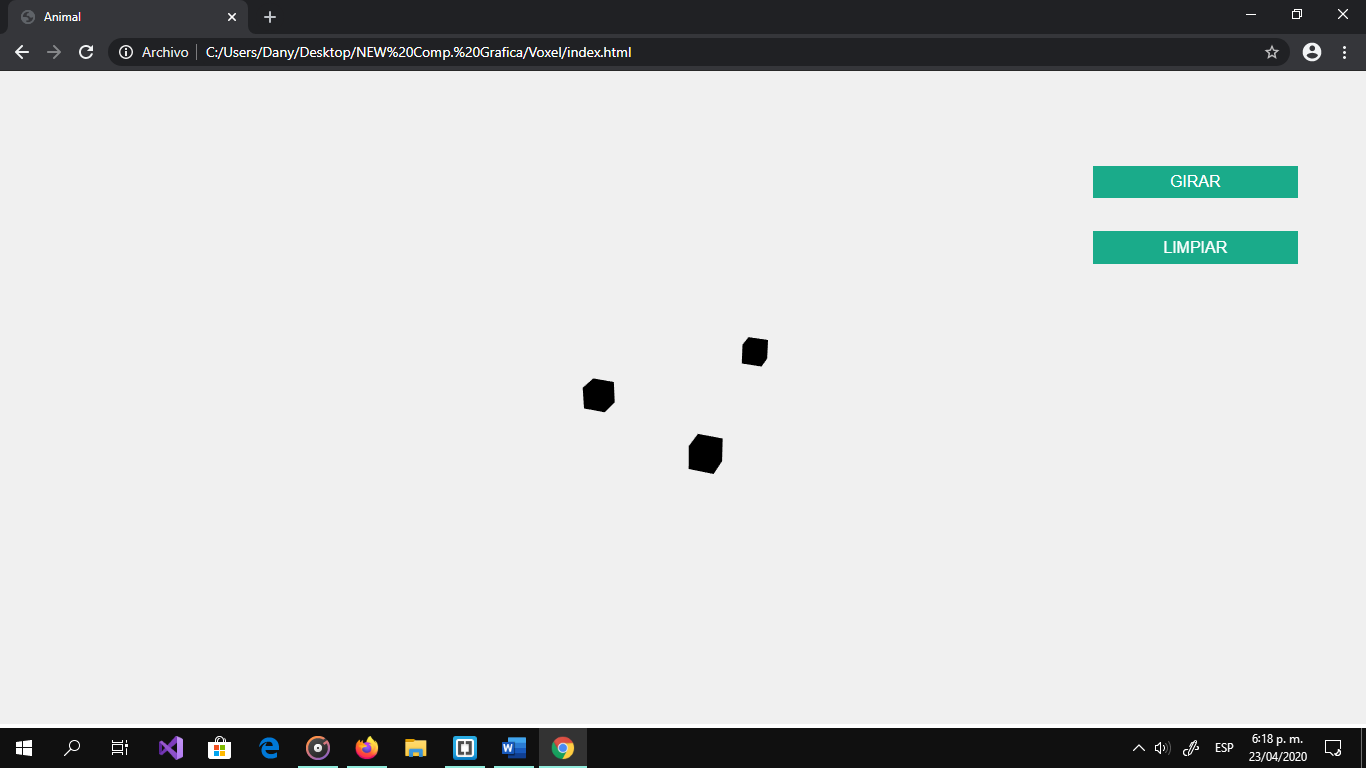 Animal
Archivo C:/Users/Dany/Desktop/NEW%20Comp.%20Grafica/Voxel/index.html
GIRAR
LIMPIAR
ESP
6:18 p. m.
23/04/2020